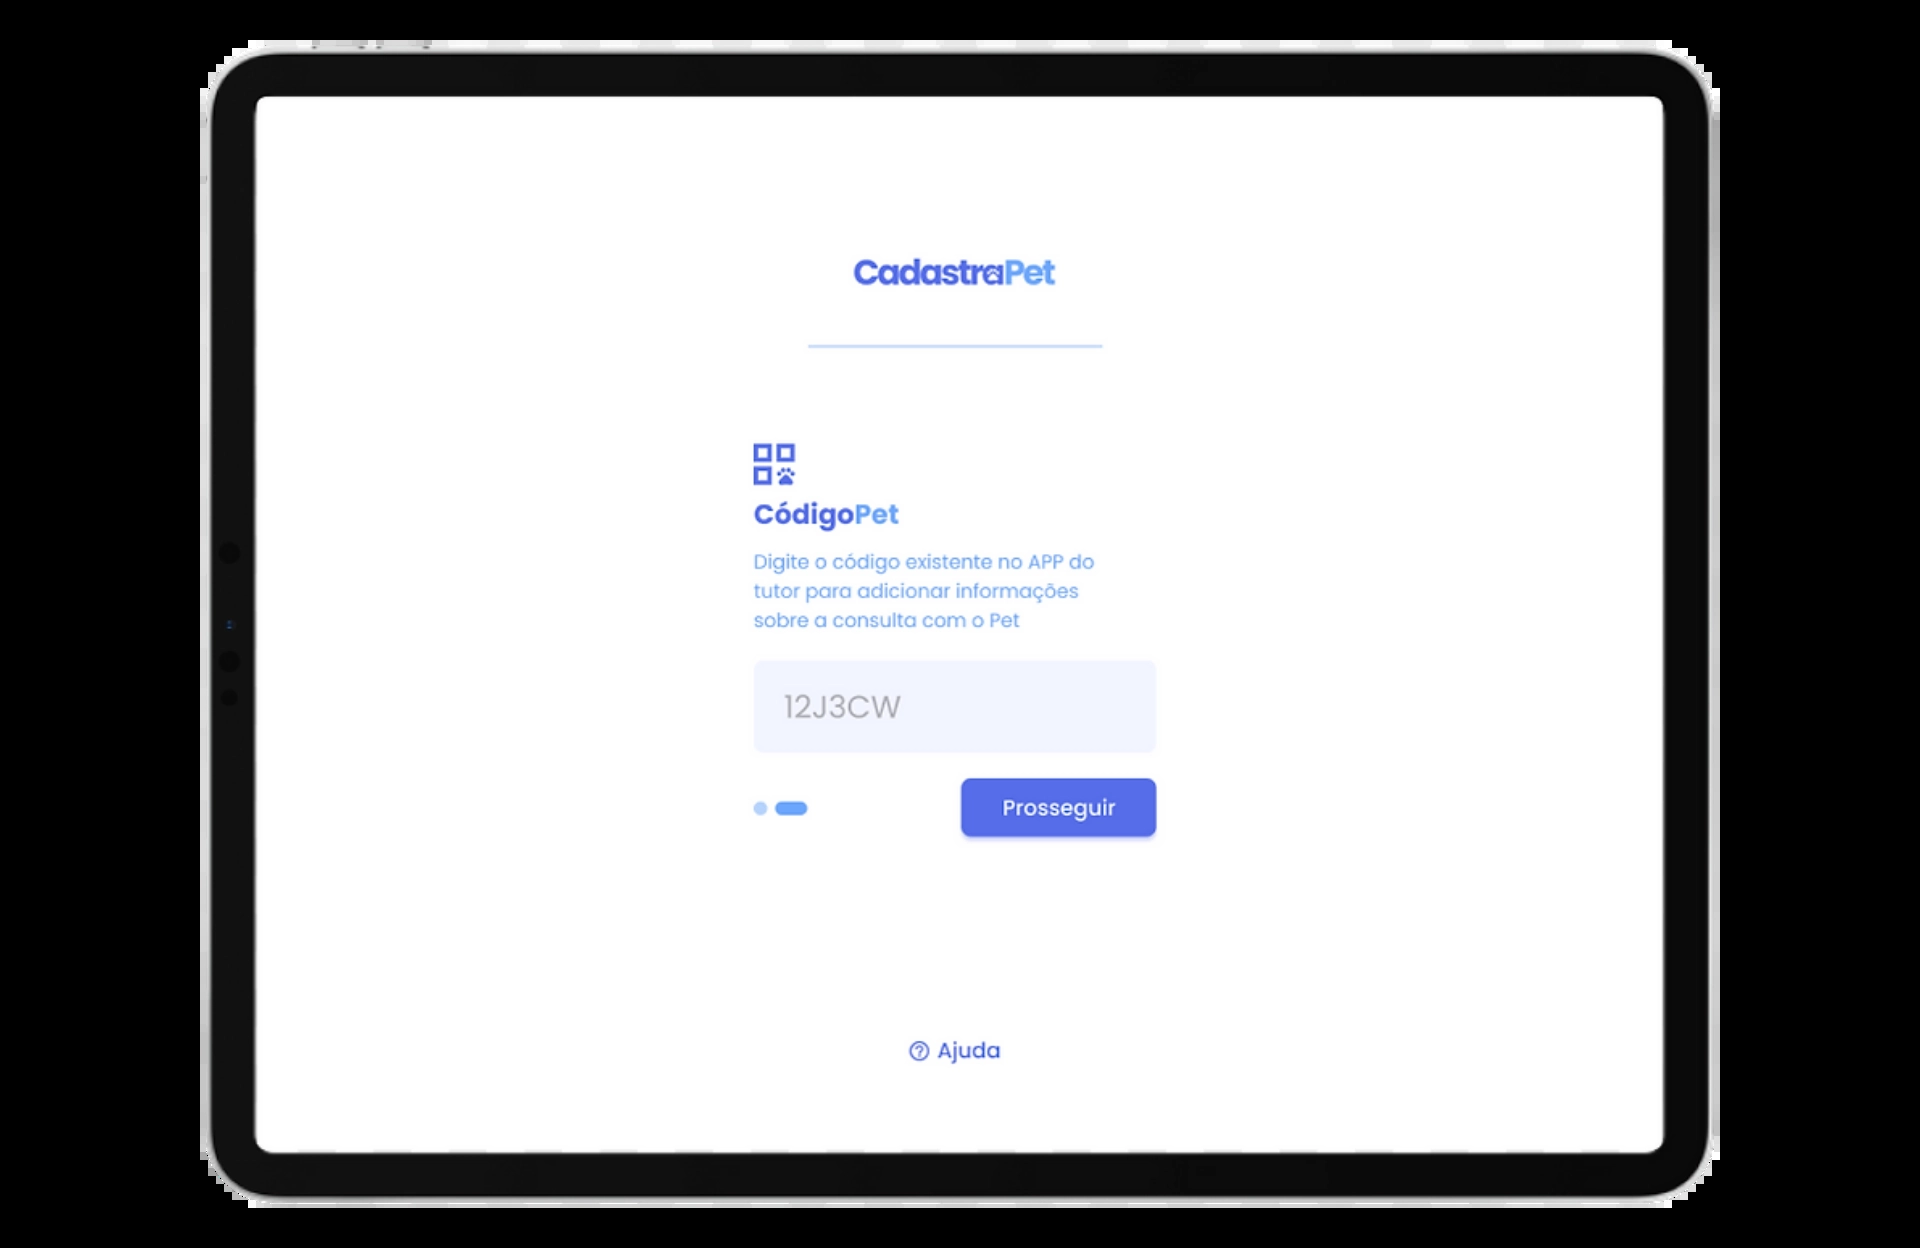 CadastraPet
CódigoPet
Digite o código existente no APP do
tutor para adicionar informações
sobre a consulta com o Pet
12J3CW
Prosseguir
Ajuda